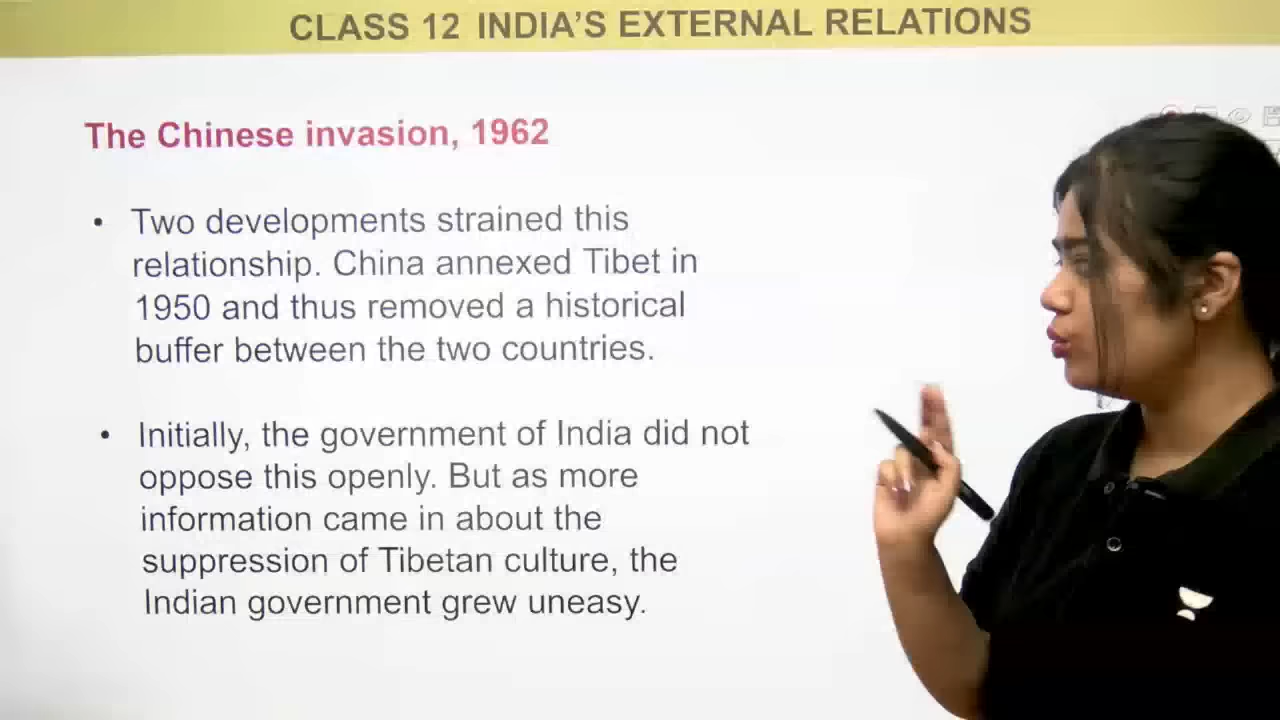 CLASS 12 INDIA'S EXTERNAL RELATIONS
The Chinese invasion, 1962
• Two developments strained this
relationship. China annexed Tibet in
1950 and thus removed a historical
buffer between the two countries.
• Initially, the government of India did not
oppose this openly. But as more
information came in about the
suppression of Tibetan culture, the
Indian government grew uneasy.